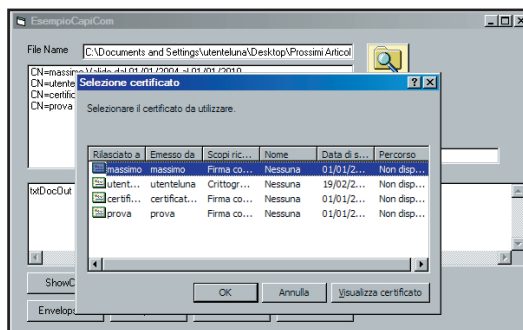 EsempioCapiCom
File Name C:\Documents and Settings\utenteluna\Desktop\Prossimi Articol
CN=massimo Valido dal 01/01/2004 al 01/01/2010
CN=utente
CN=certific
CN=prova
Selezione certificato
Selezionare il certificato da utilizzare.
Rilasciato a Emesso da Scopi ric... Nome Data di s... Percorso
massimo massimo Firma co... Nessuna 01/01/2... Non disp...
utent... utenteluna Crittogr... Nessuna 19/02/2... Non disp...
certifi... certificat... Firma co... Nessuna 01/01/2... Non disp...
prova prova Firma co... Nessuna 01/01/2... Non disp...
txtDocOut
OK Annulla Visualizza certificato
ShowC
Envelop